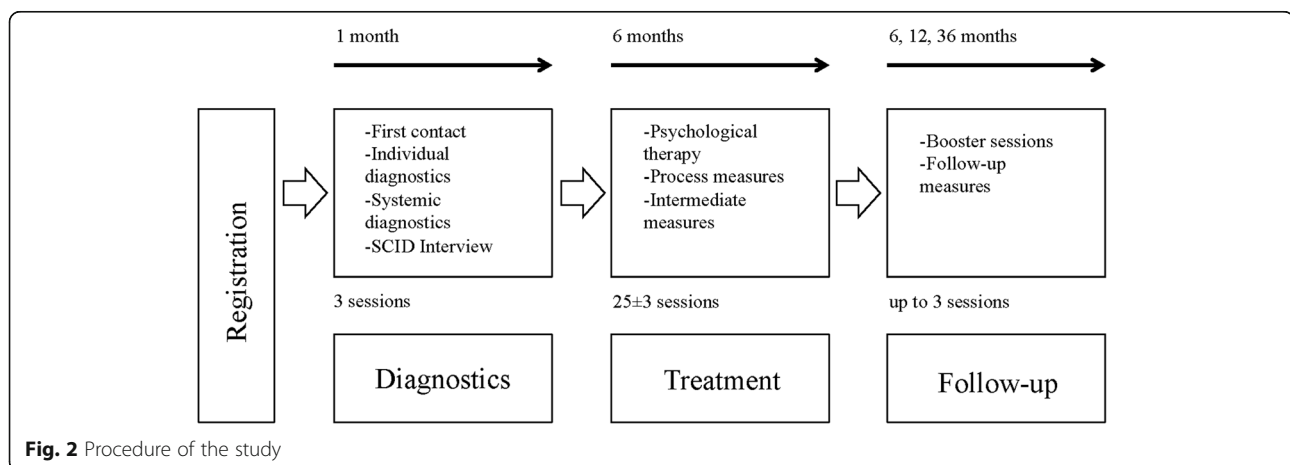 1 month
6 months
6, 12, 36 months
Registration
-First contact
-Individual
diagnostics
-Systemic
diagnostics
-SCID Interview
-Psychological
therapy
-Process measures
-Intermediate
measures
-Booster sessions
-Follow-up
measures
3 sessions
25±3 sessions
up to 3 sessions
Diagnostics
Treatment
Follow-up
Fig. 2 Procedure of the study